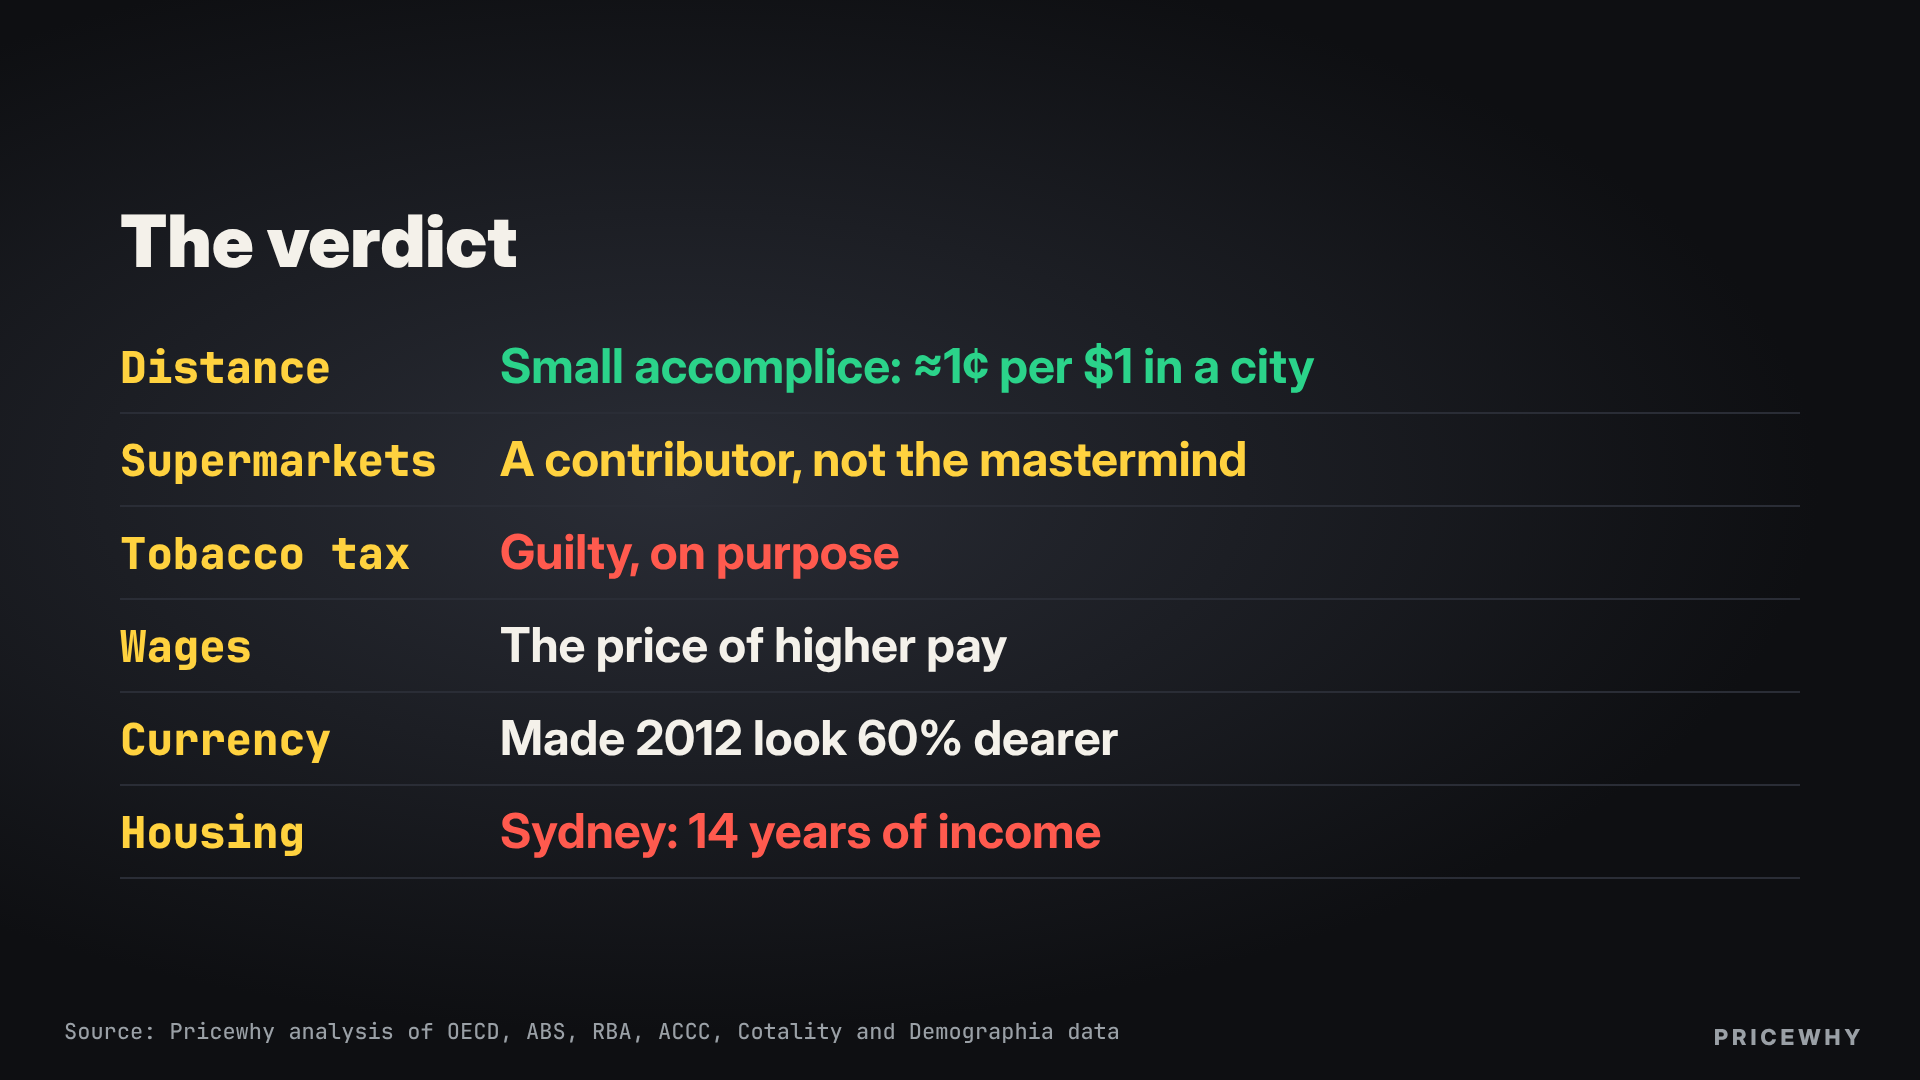 The verdict
Distance Small accomplice: ≈1¢ per $1 in a city
Supermarkets A contributor, not the mastermind
Tobacco tax Guilty, on purpose
Wages The price of higher pay
Currency Made 2012 look 60% dearer
Housing Sydney: 14 years of income
Source: Pricewhy analysis of OECD, ABS, RBA, ACCC, Cotality and Demographia data
PRICEWHY